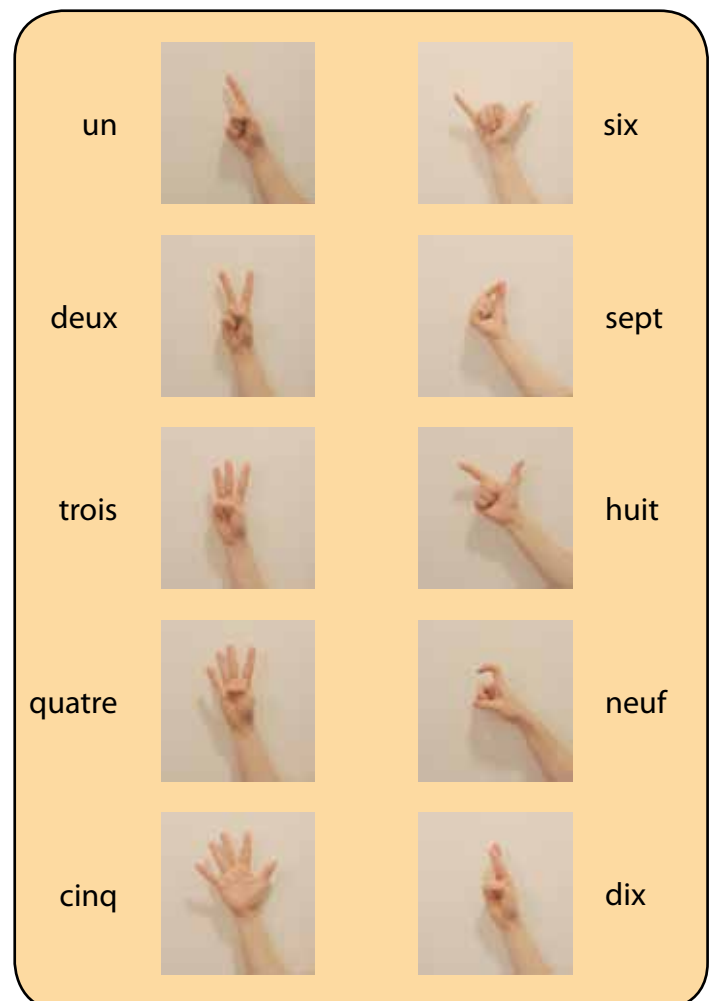 un
six
deux
sept
trois
huit
quatre
neuf
cinq
dix